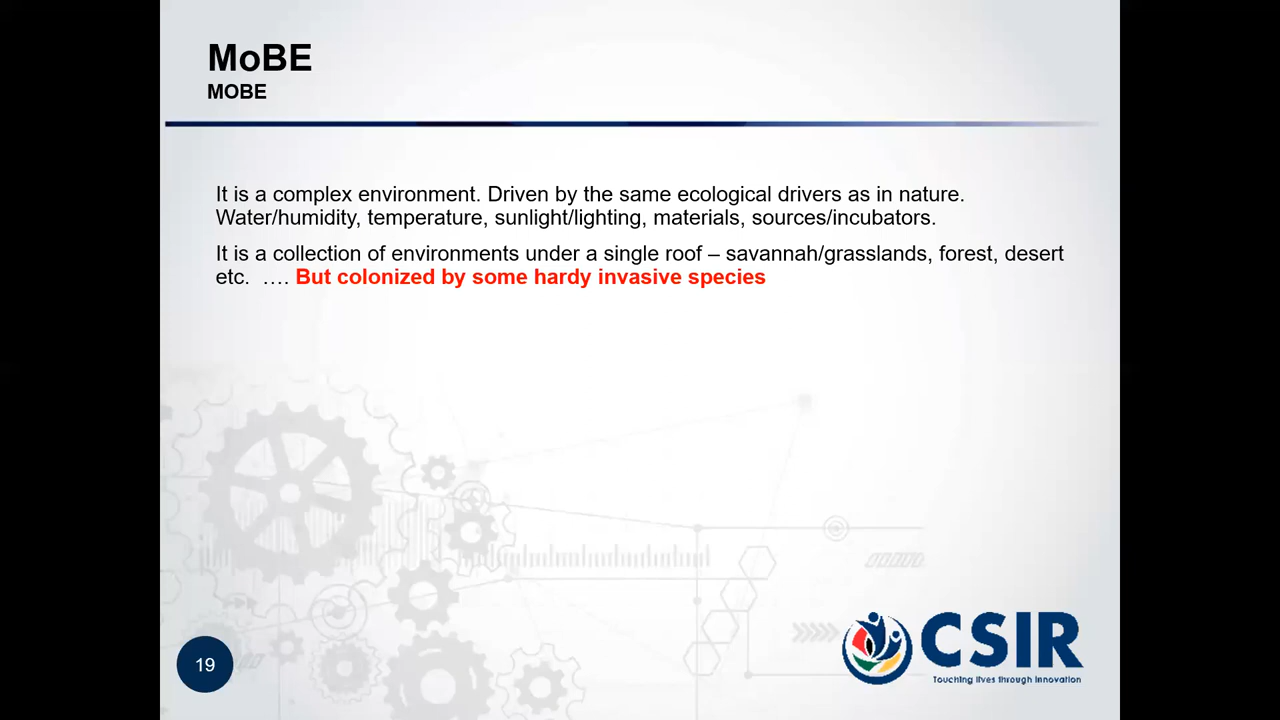 MoBE
MOBE
It is a complex environment. Driven by the same ecological drivers as in nature.
Water/humidity, temperature, sunlight/lighting, materials, sources/incubators.
It is a collection of environments under a single roof – savannah/grasslands, forest, desert
etc.  …. But colonized by some hardy invasive species
19
CSIR
Touching lives through innovation